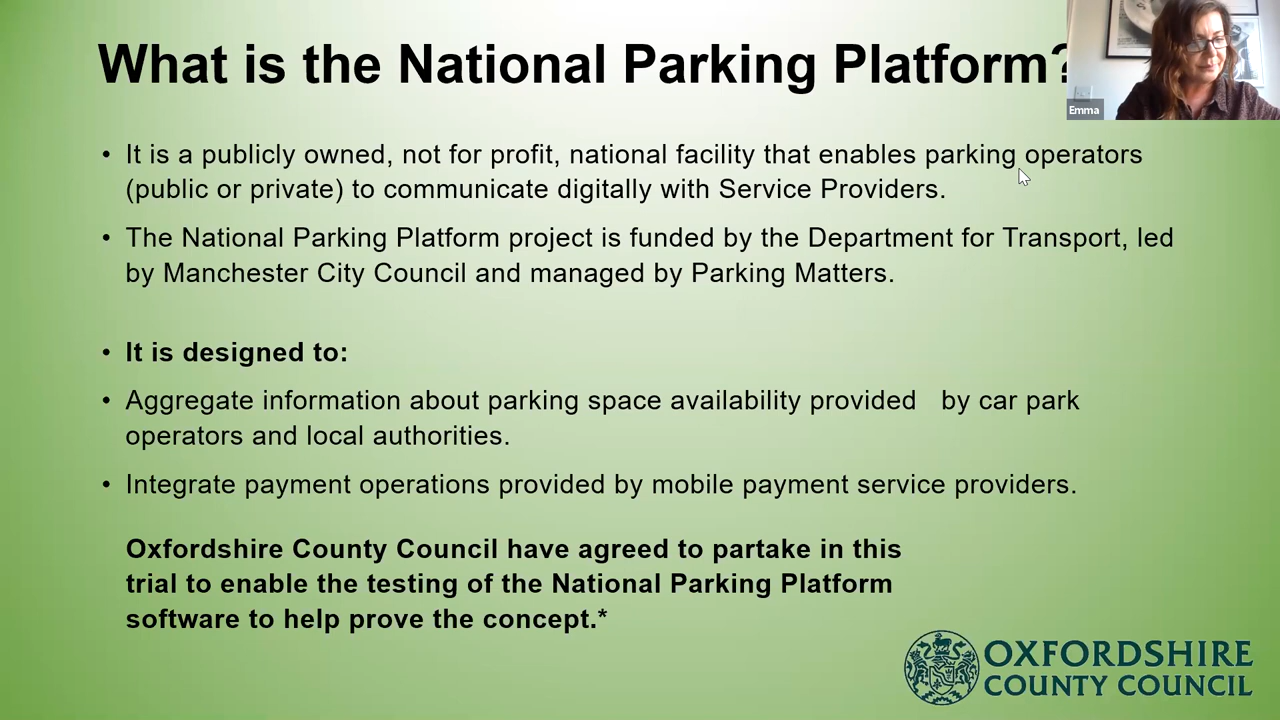 What is the National Parking Platform?
Emma
• It is a publicly owned, not for profit, national facility that enables parking operators
(public or private) to communicate digitally with Service Providers.
• The National Parking Platform project is funded by the Department for Transport, led
by Manchester City Council and managed by Parking Matters.
• It is designed to:
• Aggregate information about parking space availability provided   by car park
operators and local authorities.
• Integrate payment operations provided by mobile payment service providers.
Oxfordshire County Council have agreed to partake in this
trial to enable the testing of the National Parking Platform
software to help prove the concept.*
OXFORDSHIRE
COUNTY COUNCIL